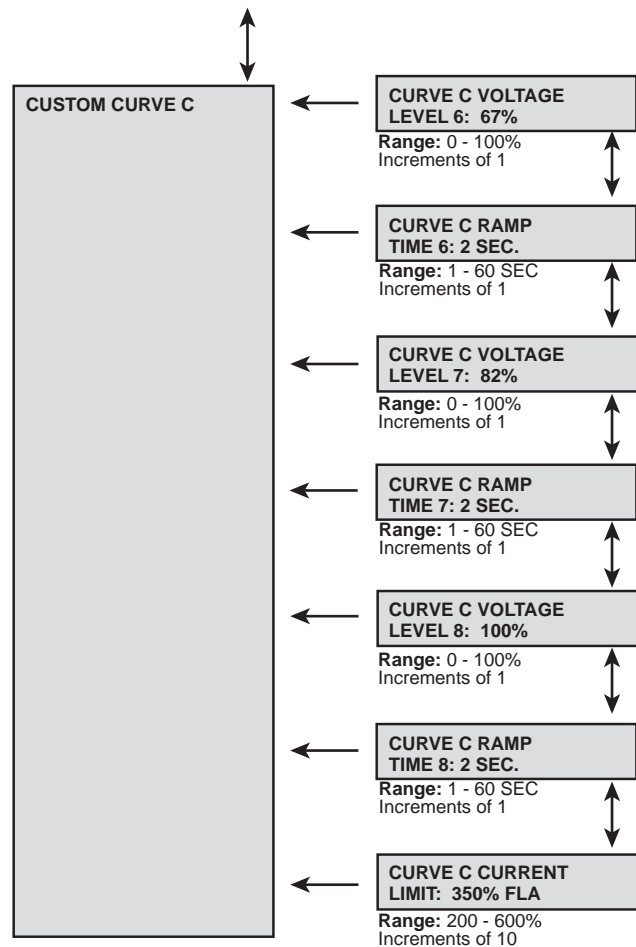 CUSTOM CURVE C
CURVE C VOLTAGE
LEVEL 6: 67%
Range: 0 - 100%
Increments of 1
CURVE C RAMP
TIME 6: 2 SEC.
Range: 1 - 60 SEC
Increments of 1
CURVE C VOLTAGE
LEVEL 7: 82%
Range: 0 - 100%
Increments of 1
CURVE C RAMP
TIME 7: 2 SEC.
Range: 1 - 60 SEC
Increments of 1
CURVE C VOLTAGE
LEVEL 8: 100%
Range: 0 - 100%
Increments of 1
CURVE C RAMP
TIME 8: 2 SEC.
Range: 1 - 60 SEC
Increments of 1
CURVE C CURRENT
LIMIT: 350% FLA
Range: 200 - 600%
Increments of 10